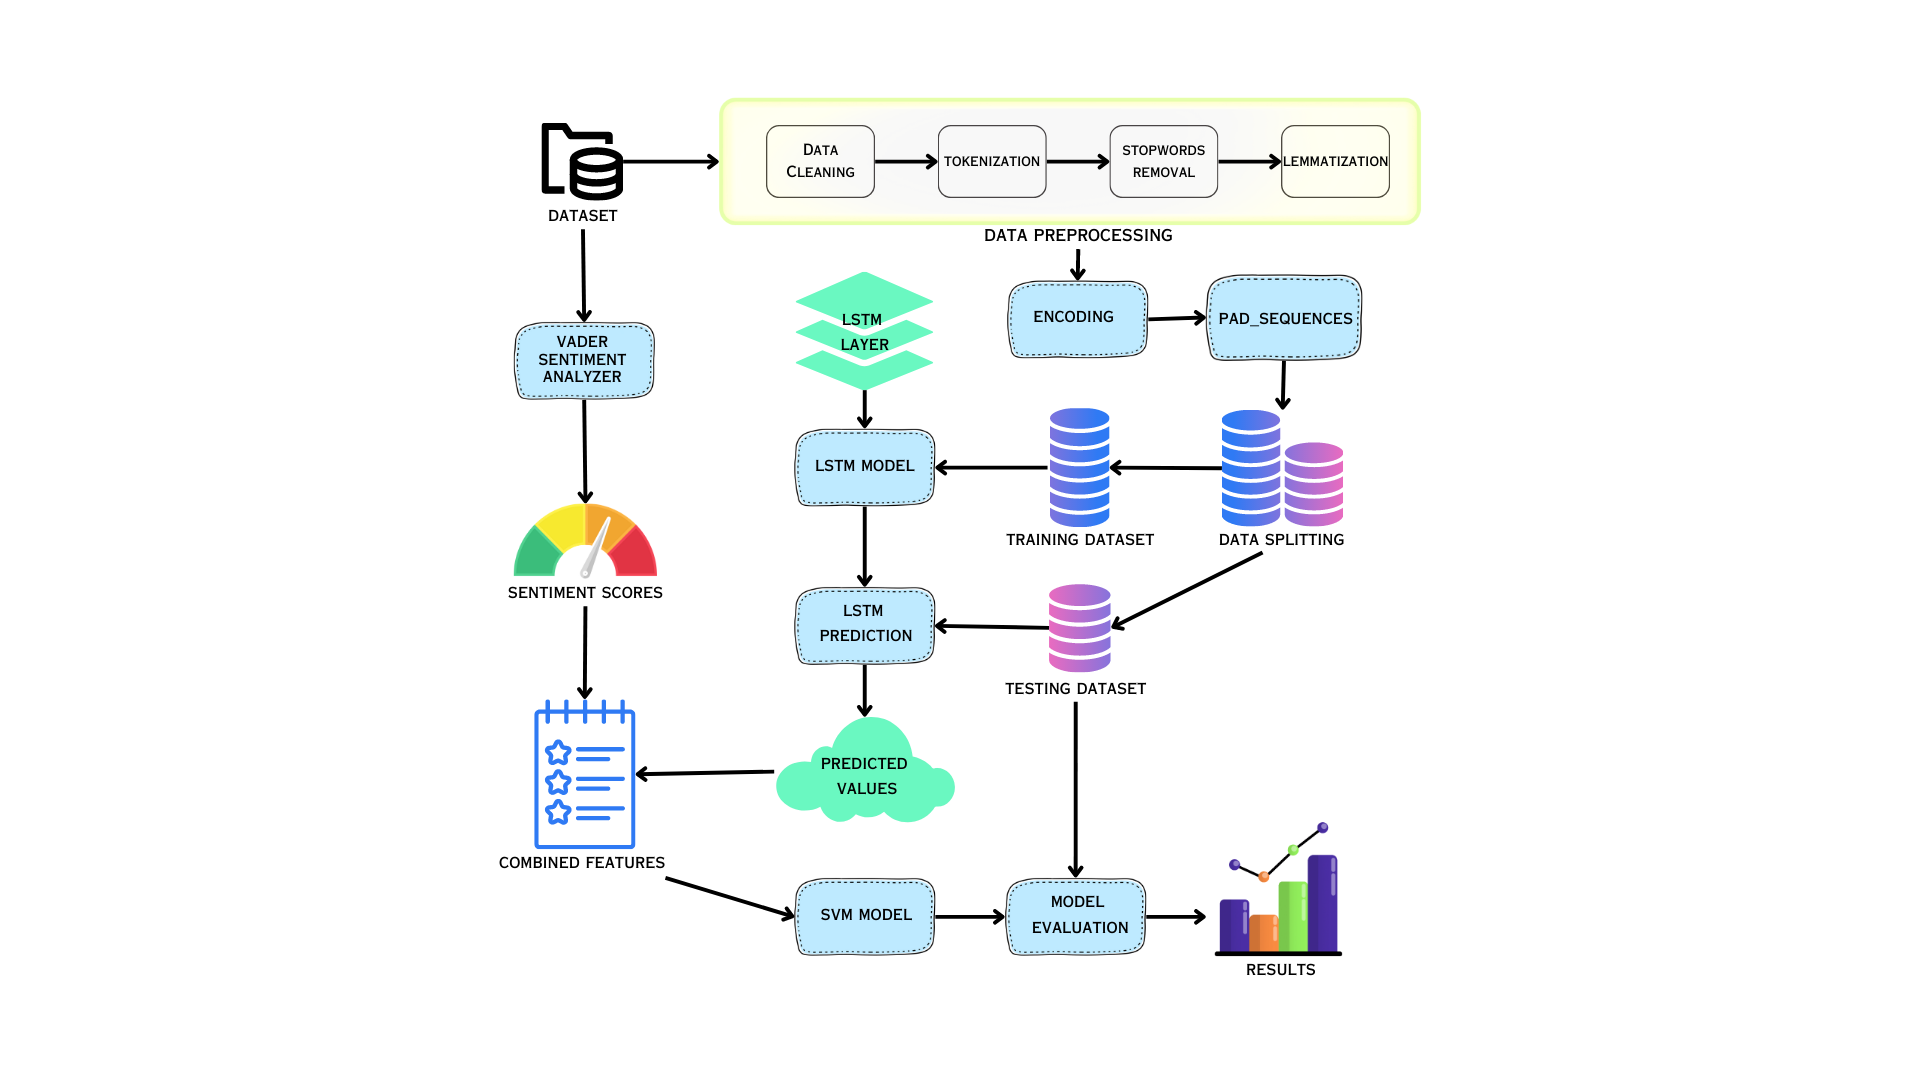 DATA
CLEANING
TOKENIZATION
STOPWORDS
REMOVAL
LEMMATIZATION
DATASET
DATA PREPROCESSING
LSTM
LAYER
ENCODING
PAD_SEQUENCES
VADER
SENTIMENT
ANALYZER
LSTM MODEL
TRAINING DATASET
DATA SPLITTING
SENTIMENT SCORES
LSTM
PREDICTION
TESTING DATASET
PREDICTED
VALUES
COMBINED FEATURES
SVM MODEL
MODEL
EVALUATION
RESULTS